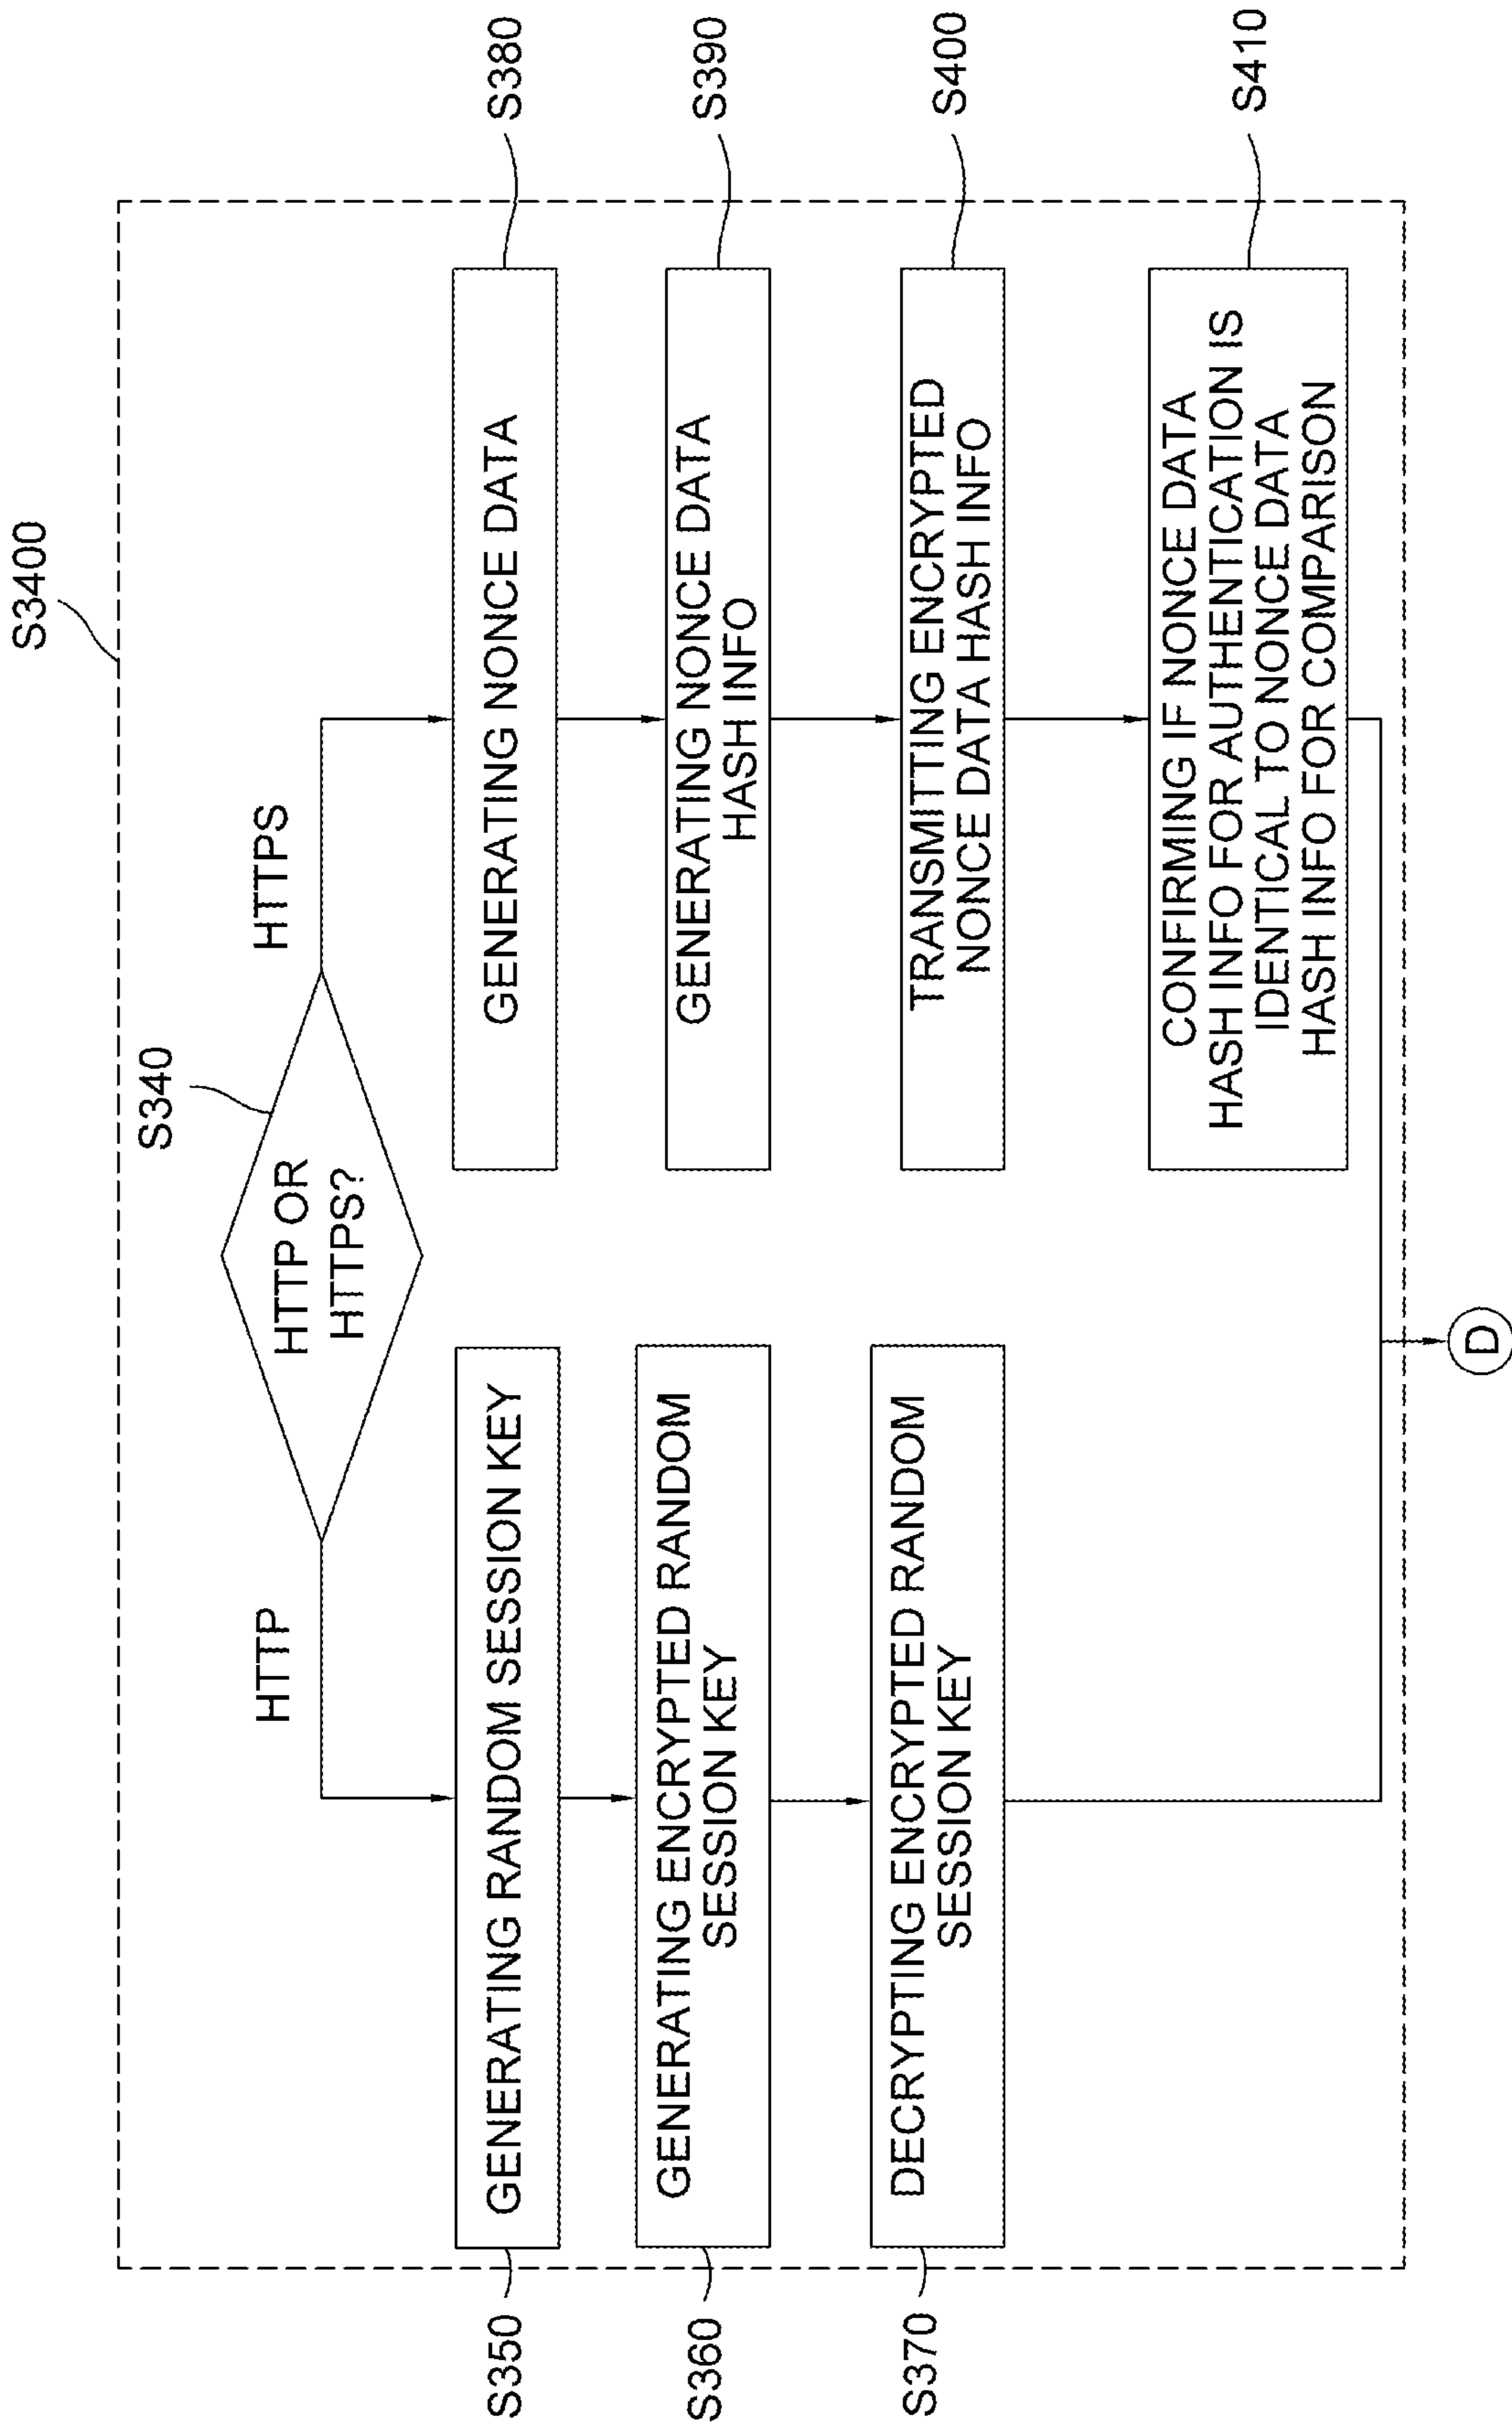 S3400
S340
HTTP OR
HTTPS?
HTTP
HTTPS
S350
GENERATING RANDOM SESSION KEY
S360
GENERATING ENCRYPTED RANDOM
SESSION KEY
S370
DECRYPTING ENCRYPTED RANDOM
SESSION KEY
GENERATING NONCE DATA
S380
GENERATING NONCE DATA
HASH INFO
S390
TRANSMITTING ENCRYPTED
NONCE DATA HASH INFO
S400
CONFIRMING IF NONCE DATA
HASH INFO FOR AUTHENTICATION IS
IDENTICAL TO NONCE DATA
HASH INFO FOR COMPARISON
S410
D